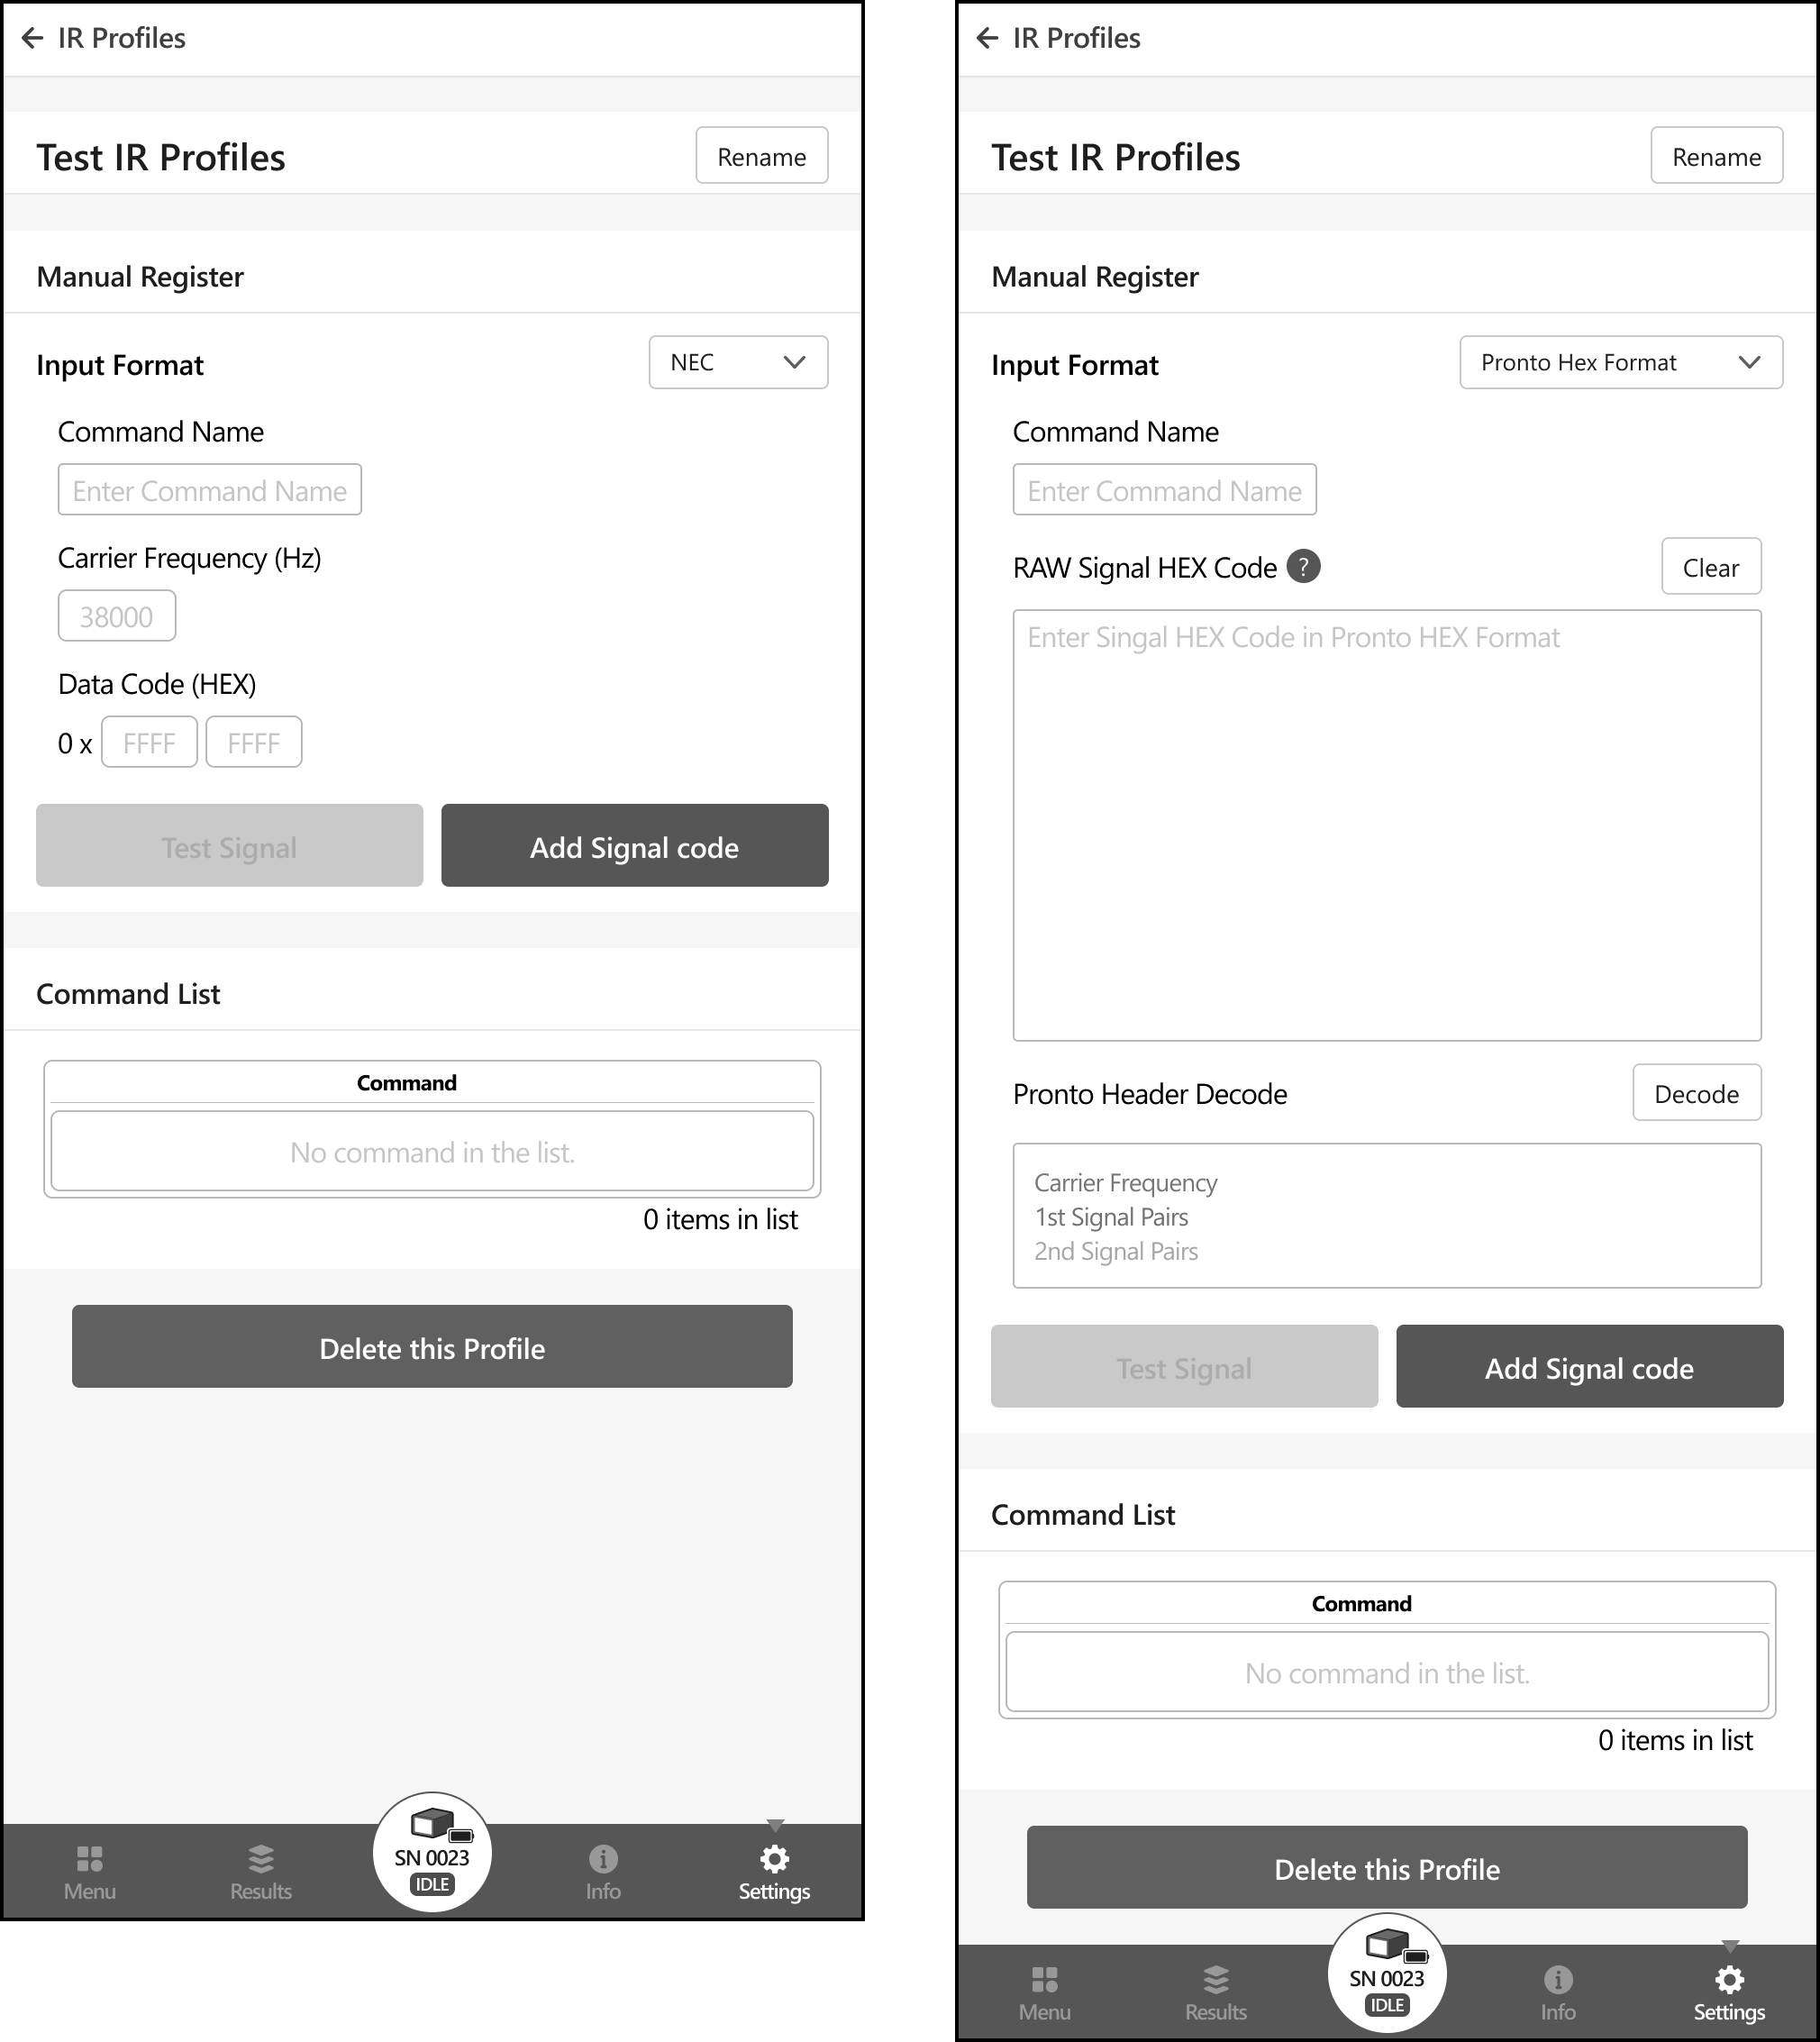 IR Profiles
Test IR Profiles
Rename
Manual Register
Input Format
NEC
Command Name
Enter Command Name
Carrier Frequency (Hz)
38000
Data Code (HEX)
0 x FFFF FFFF
Test Signal
Add Signal code
Command List
Command
No command in the list.
0 items in list
Delete this Profile
Menu
Results
SN 0023
IDLE
Info
Settings
IR Profiles
Test IR Profiles
Rename
Manual Register
Input Format
Pronto Hex Format
Command Name
Enter Command Name
RAW Signal HEX Code ?
Clear
Enter Singal HEX Code in Pronto HEX Format
Pronto Header Decode
Decode
Carrier Frequency
1st Signal Pairs
2nd Signal Pairs
Test Signal
Add Signal code
Command List
Command
No command in the list.
0 items in list
Delete this Profile
Menu
Results
SN 0023
IDLE
Info
Settings